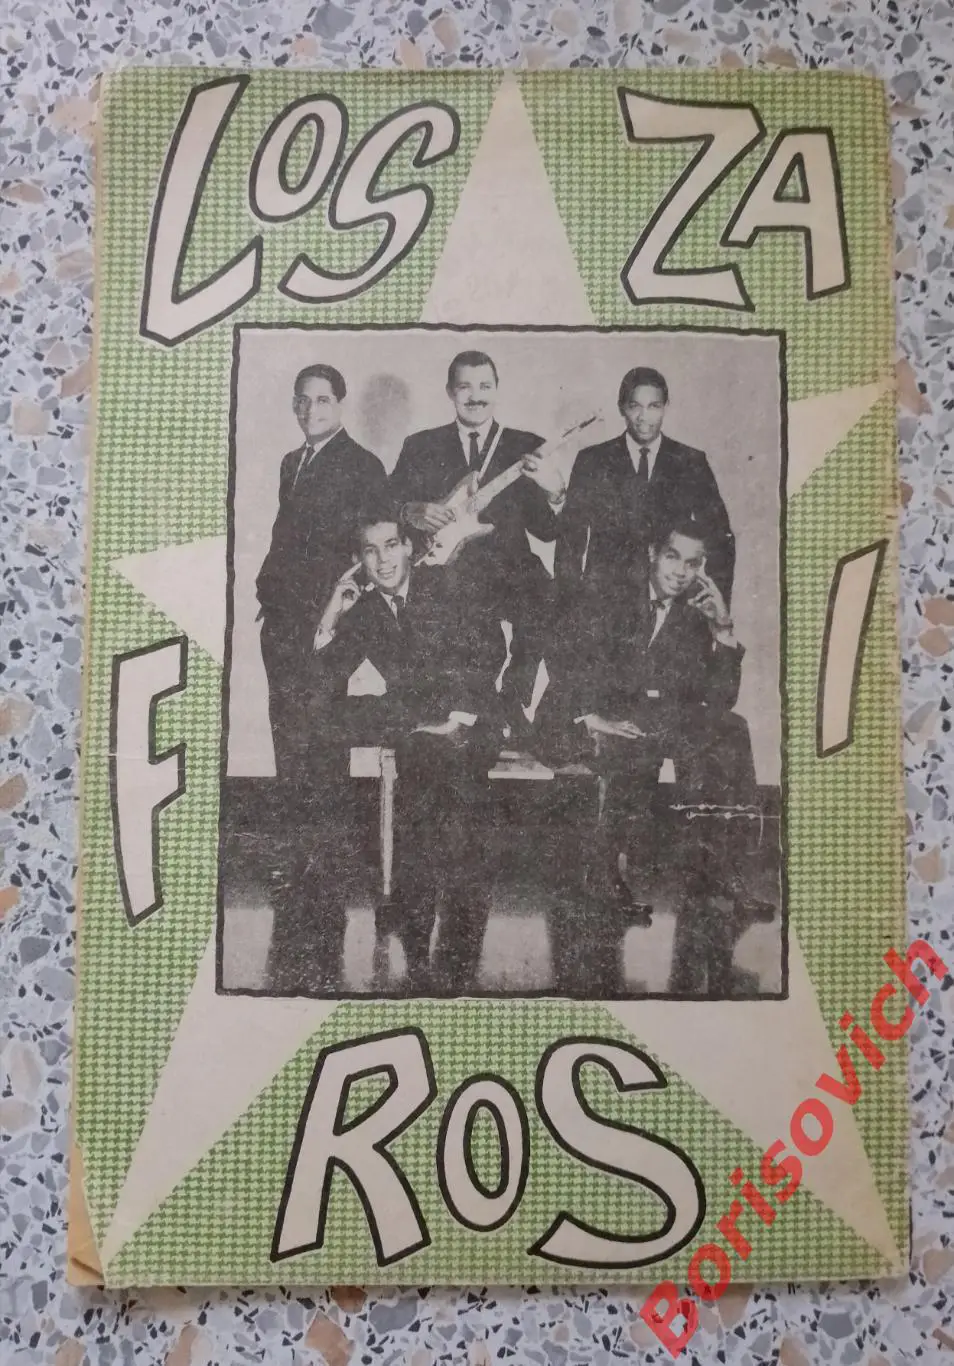 LOS ZA
F I
ROS
Borisovich